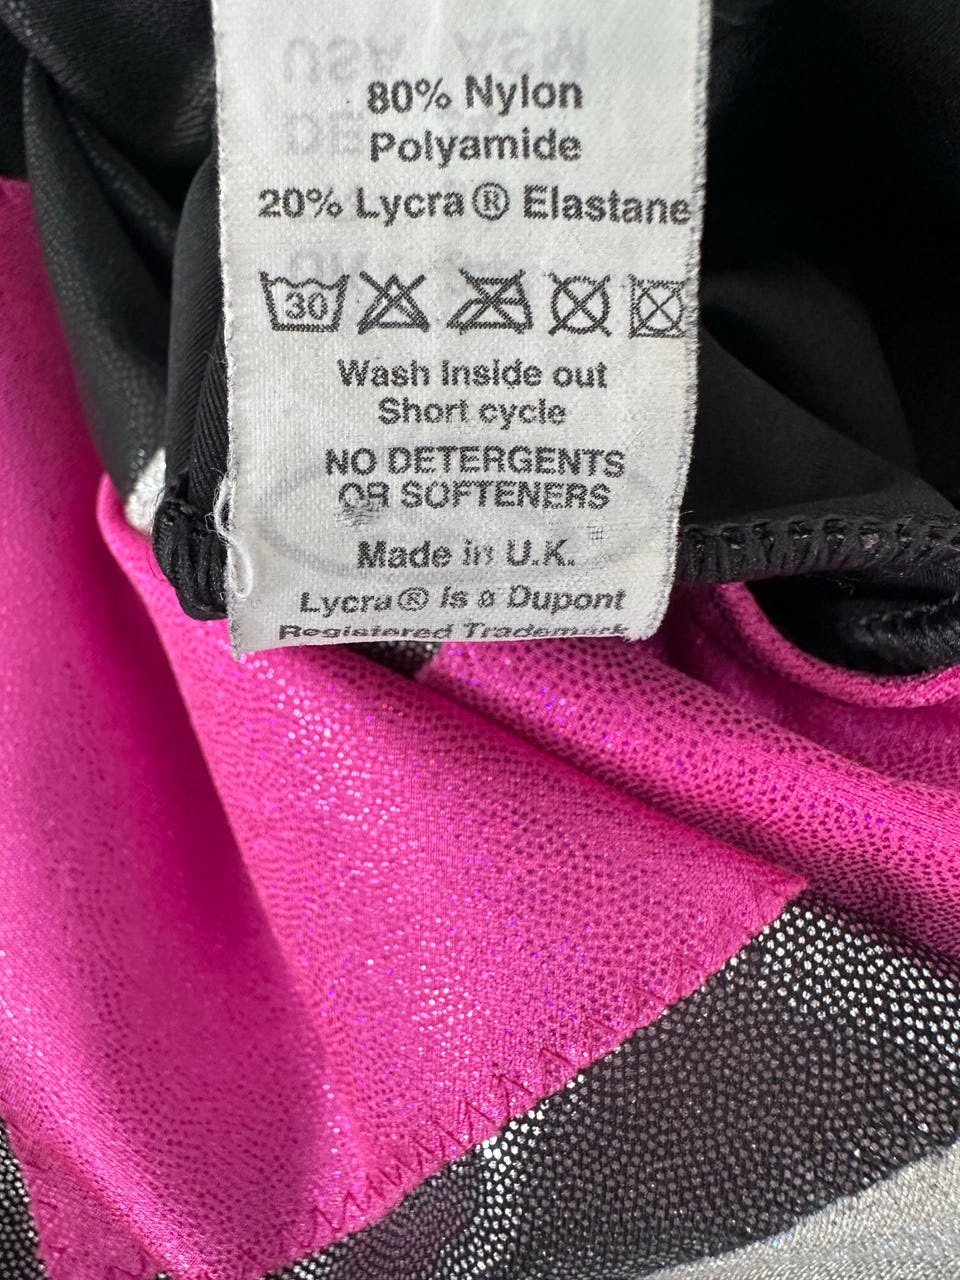 80% Nylon
Polyamide
20% Lycra® Elastane
30
Wash Inside out
Short cycle
NO DETERGENTS
OR SOFTENERS
Made in U.K.
Lycra® is a Dupont
Registered Trademark